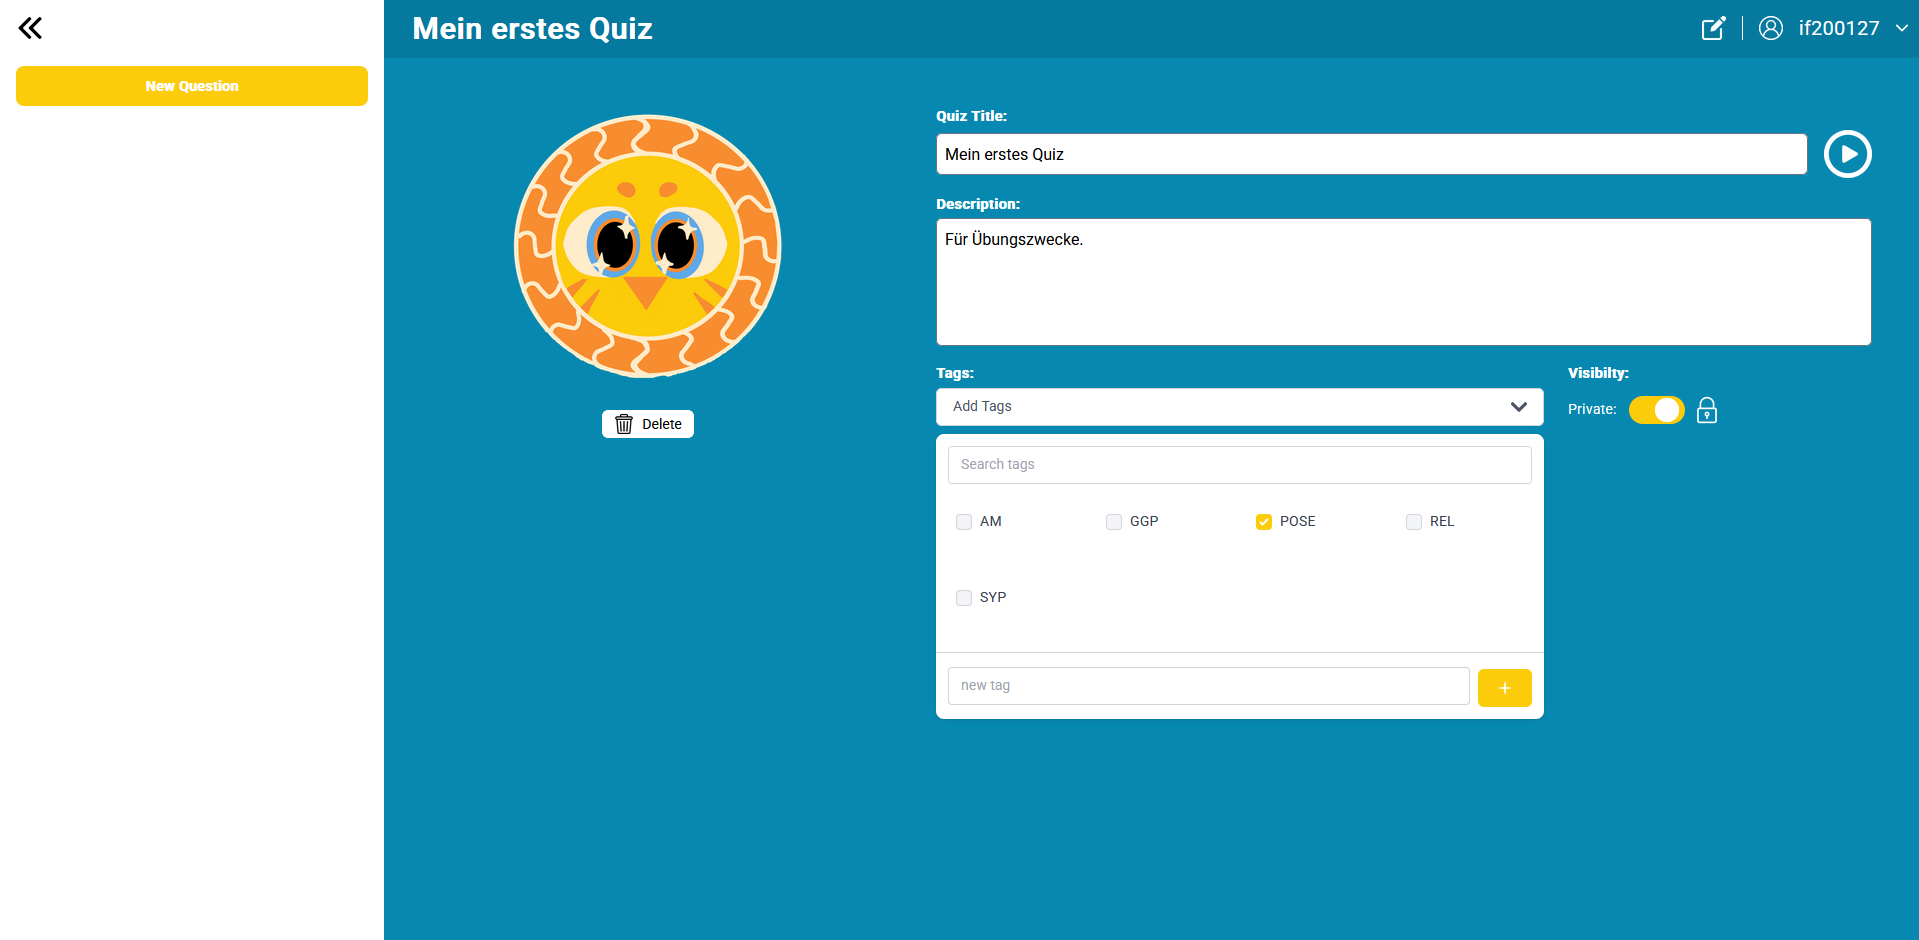 Mein erstes Quiz
if200127
New Question
Quiz Title:
Mein erstes Quiz
Description:
Für Übungszwecke.
Delete
Tags:
Add Tags
Visibilty:
Private:
Search tags
AM GGP POSE REL
SYP
new tag
+